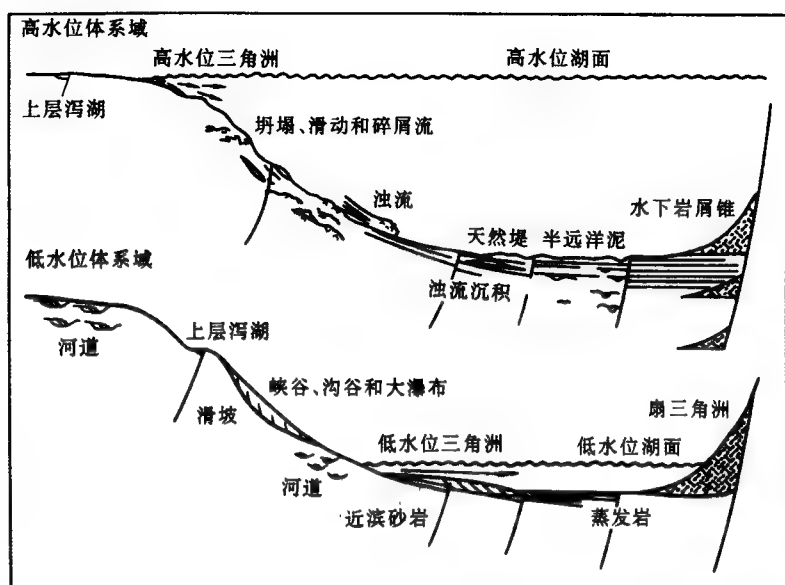 高水位体系域
高水位三角洲
高水位湖面
上层泻湖
坍塌、滑动和碎屑流
浊流
水下岩屑锥
天然堤
半远洋泥
浊流沉积
低水位体系域
上层泻湖
河道
峡谷、沟谷和大瀑布
扇三角洲
滑坡
低水位三角洲
低水位湖面
河道
近滨砂岩
蒸发岩